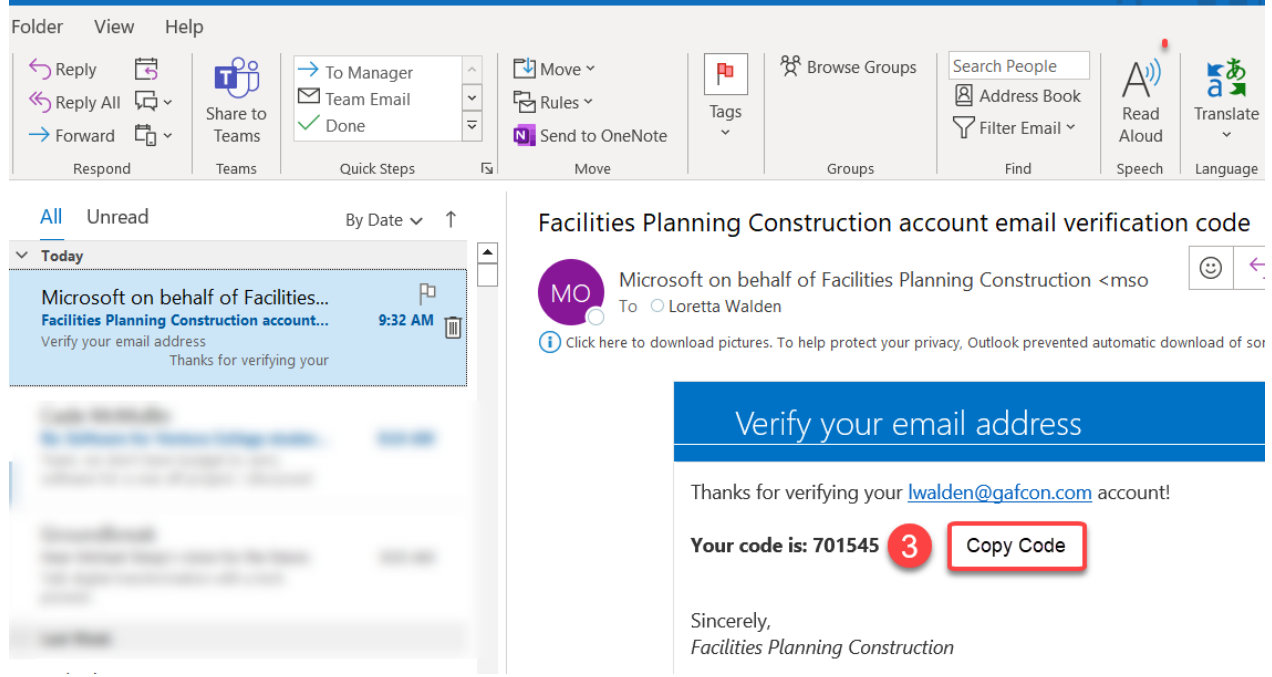 Folder View Help
Reply
Reply All
Forward
Respond
Share to
Teams
Teams
To Manager
Team Email
Done
Quick Steps
Move
Rules
Send to OneNote
Move
Tags
Browse Groups
Groups
Search People
Address Book
Filter Email
Find
Read
Aloud
Speech
Translate
Language
All Unread By Date
Today
Microsoft on behalf of Facilities...
Facilities Planning Construction account... 9:32 AM
Verify your email address
Thanks for verifying your
Facilities Planning Construction account email verification code
MO
Microsoft on behalf of Facilities Planning Construction <mso
To Loretta Walden
Click here to download pictures. To help protect your privacy, Outlook prevented automatic download of
Verify your email address
Thanks for verifying your lwalden@gafcon.com account!
Your code is: 701545 3 Copy Code
Sincerely,
Facilities Planning Construction